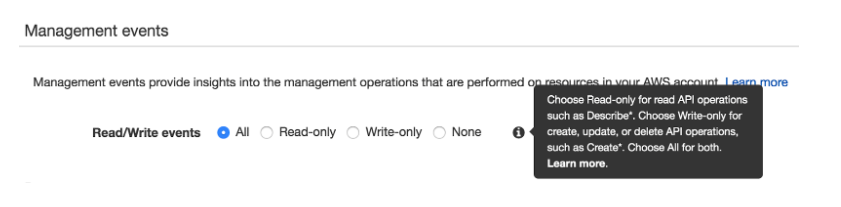 Management events
Management events provide insights into the management operations that are performed on resources in your AWS account. Learn more
Read/Write events All Read-only Write-only None
Choose Read-only for read API operations
such as Describe*. Choose Write-only for
create, update, or delete API operations,
such as Create*. Choose All for both.
Learn more.